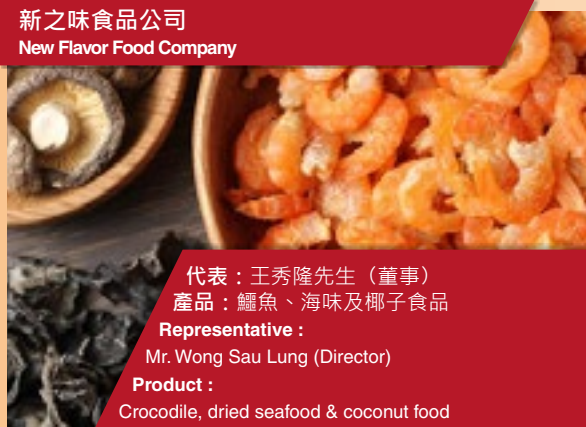 新之味食品公司
New Flavor Food Company
代表：王秀隆先生（董事）
產品：鱷魚、海味及椰子食品
Representative :
Mr. Wong Sau Lung (Director)
Product :
Crocodile, dried seafood & coconut food